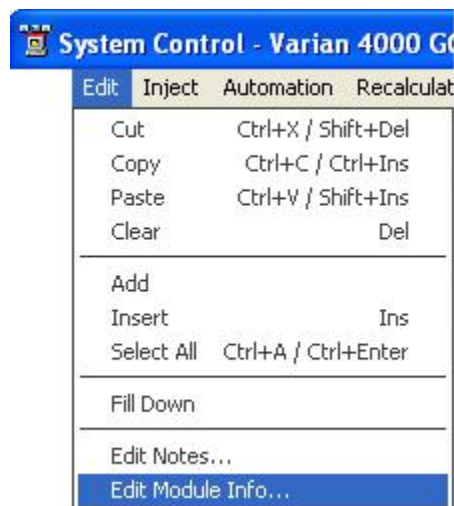 System Control - Varian 4000 G
Edit Inject Automation Recalculat
Cut Ctrl+X / Shift+Del
Copy Ctrl+C / Ctrl+Ins
Paste Ctrl+V / Shift+Ins
Clear Del
Add
Insert Ins
Select All Ctrl+A / Ctrl+Enter
Fill Down
Edit Notes...
Edit Module Info...